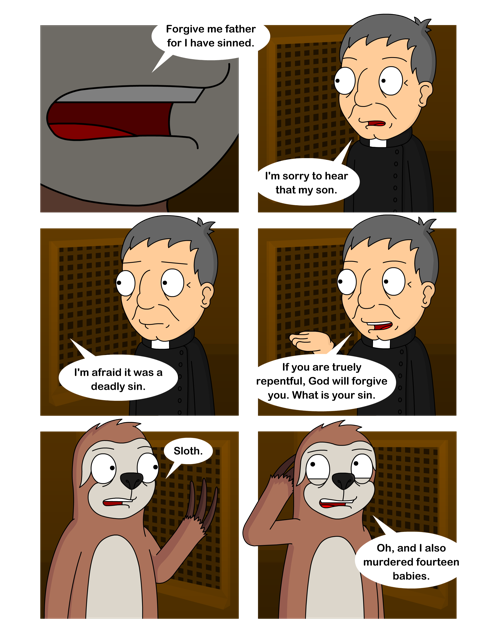 Forgive me father
for I have sinned.
I'm sorry to hear
that my son.
I'm afraid it was a
deadly sin.
If you are truely
repentful, God will forgive
you. What is your sin.
Sloth.
Oh, and I also
murdered fourteen
babies.